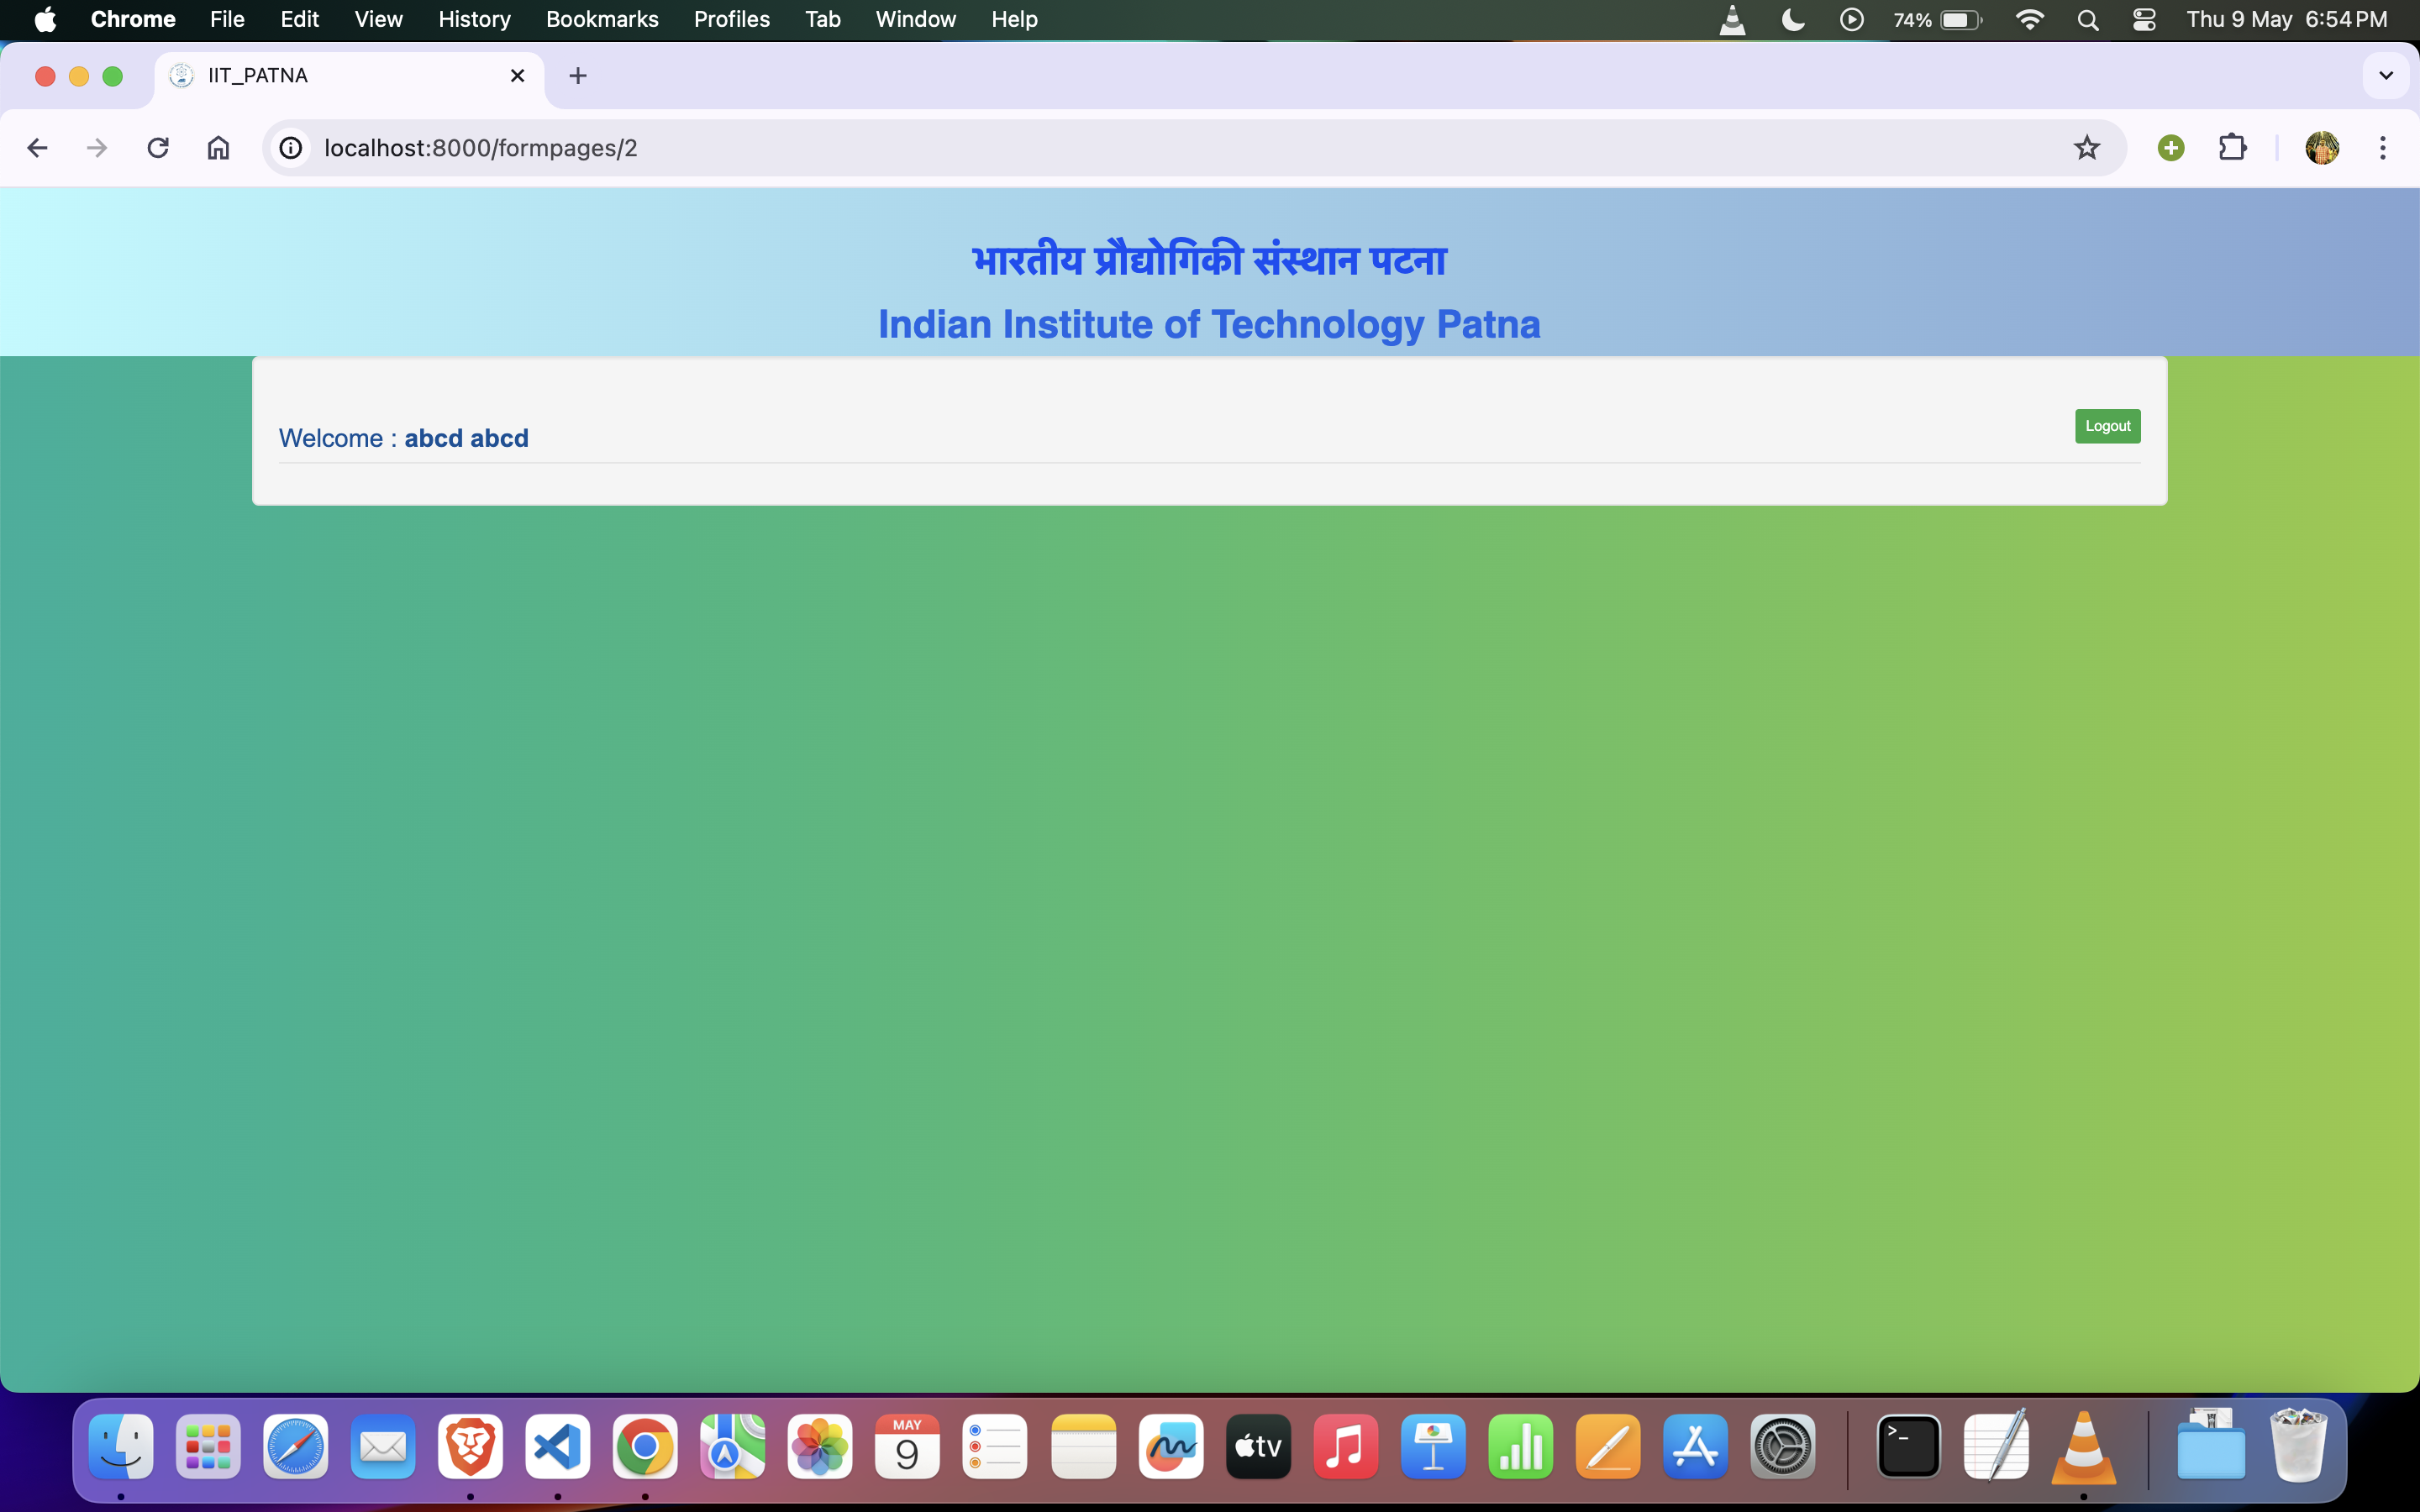 Chrome File Edit View History Bookmarks Profiles Tab Window Help 74% Thu 9 May 6:54 PM
IIT_PATNA
localhost:8000/formpages/2
भारतीय प्रौद्योगिकी संस्थान पटना
Indian Institute of Technology Patna
Welcome : abcd abcd
Logout
MAY
9
tv
>_